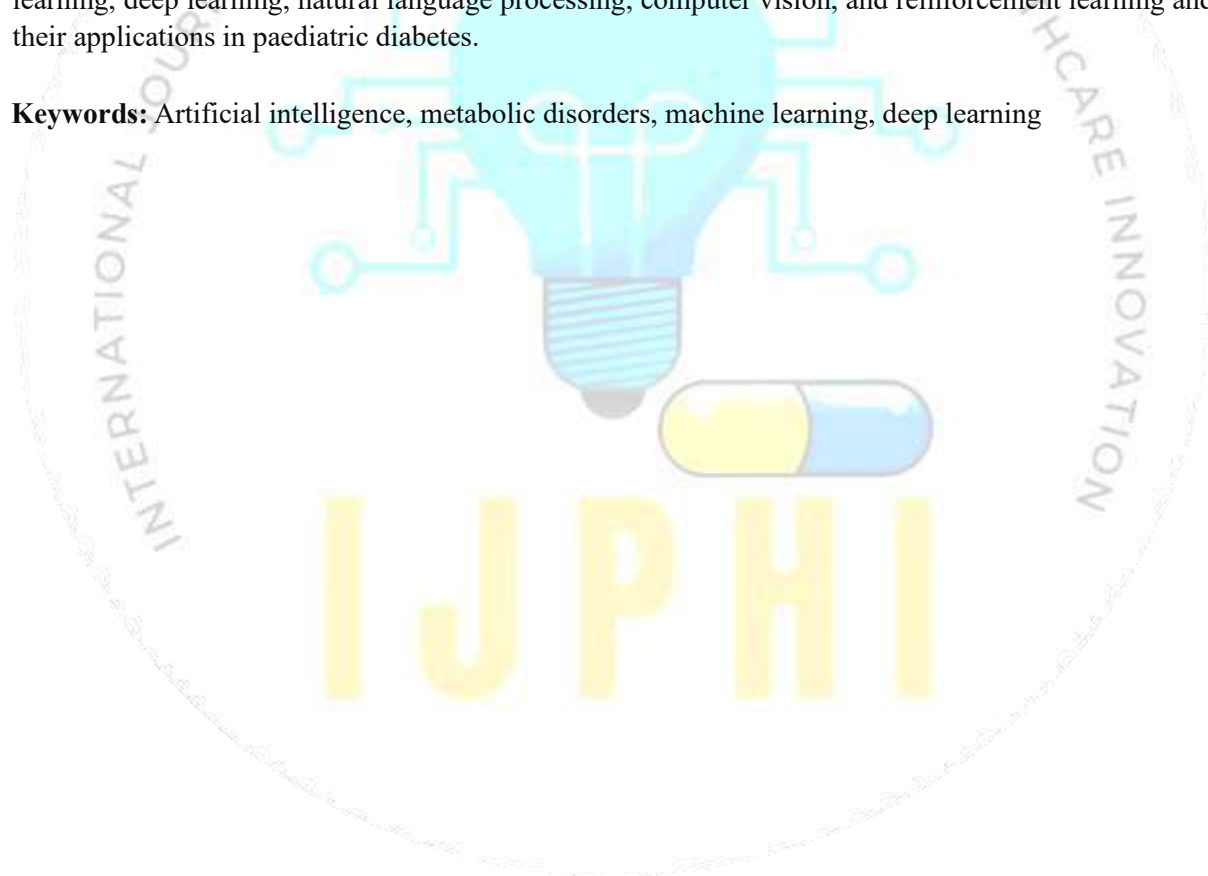 learning, deep learning, natural language processing, computer vision, and reinforcement learning and
their applications in paediatric diabetes.
Keywords: Artificial intelligence, metabolic disorders, machine learning, deep learning
INTERNATIONAL JOUR
HCARE INNOVATION
IJPHI